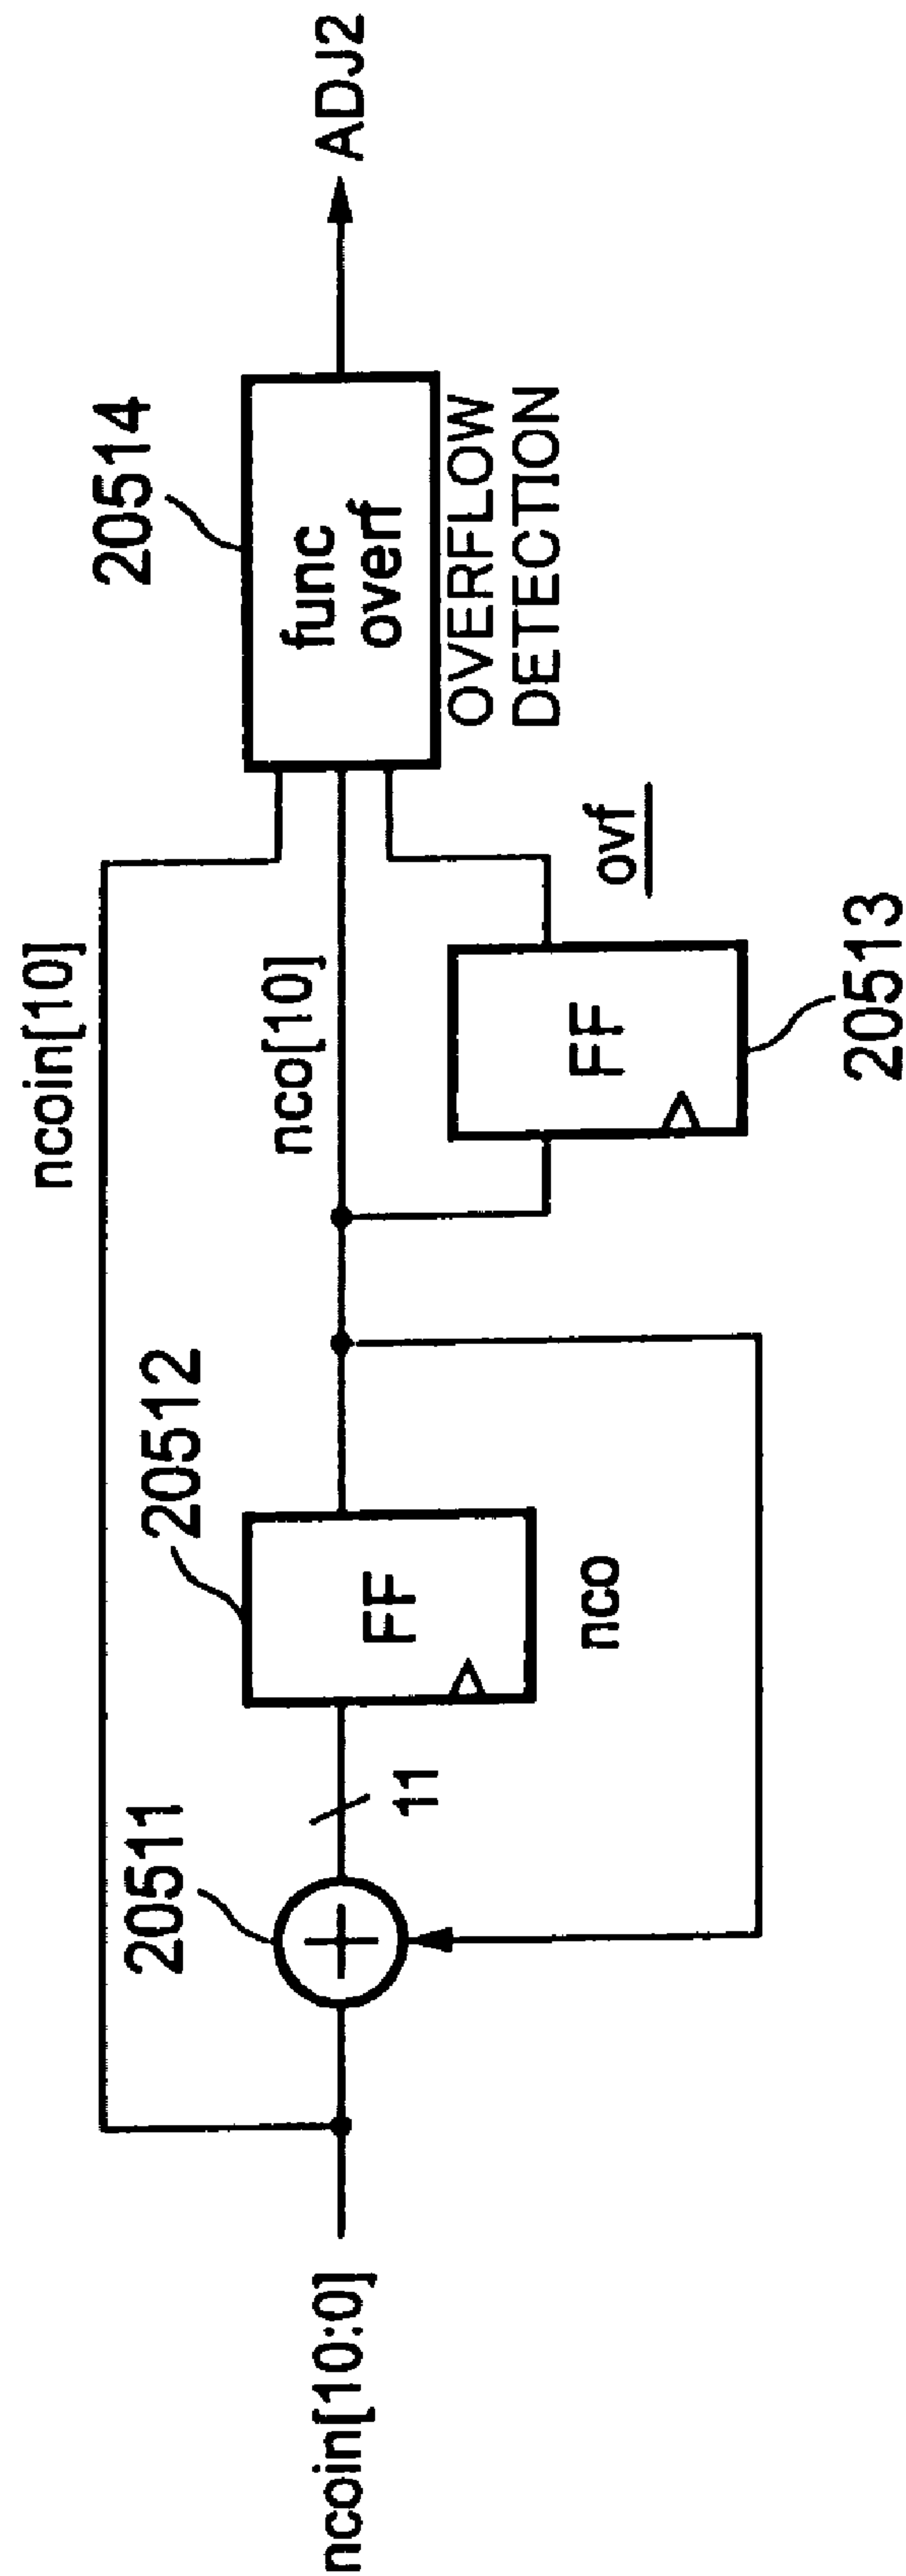 ncoin[10:0]
ncoin[10]
20511
11
20512
FF
nco
nco[10]
FF
20513
ovf
20514
func
overf
OVERFLOW
DETECTION
ADJ2